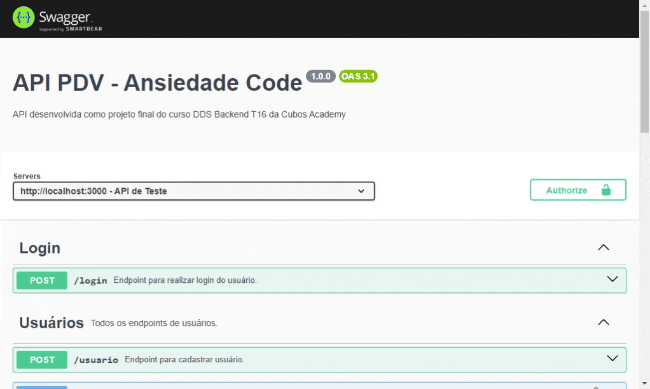 Swagger
Supported by SMARTBEAR
API PDV - Ansiedade Code 1.0.0 OAS 3.1
API desenvolvida como projeto final do curso DDS Backend T16 da Cubos Academy
Servers
http://localhost:3000 - API de Teste
Authorize
Login
POST /login Endpoint para realizar login do usuário.
Usuários Todos os endpoints de usuários.
POST /usuario Endpoint para cadastrar usuário.